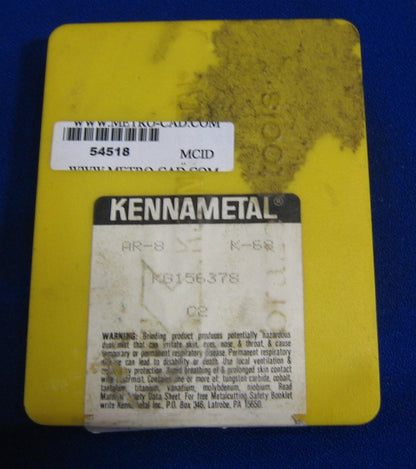 WWW.METRO-CAD.COM
54518 MCID
WWW.METRO-CAD.COM
KENNAMETAL®
AR-8 K-68
KG156378
C2
WARNING: Grinding product produces potentially hazardous
dust/mist that can irritate skin, eyes, nose, & throat, & cause
temporary or permanent respiratory disease. Permanent respiratory
disease can lead to disability or death. Use local ventilation &
respiratory protection. Avoid breathing of & prolonged skin contact
with dust/mist. Contains one or more of: tungsten carbide, cobalt,
tantalum, titanium, vanadium, molybdenum, niobium. Read
Material Safety Data Sheet. For free Metalcutting Safety Booklet
write Kennametal Inc., P.O. Box 346, Latrobe, PA 15650.
tools